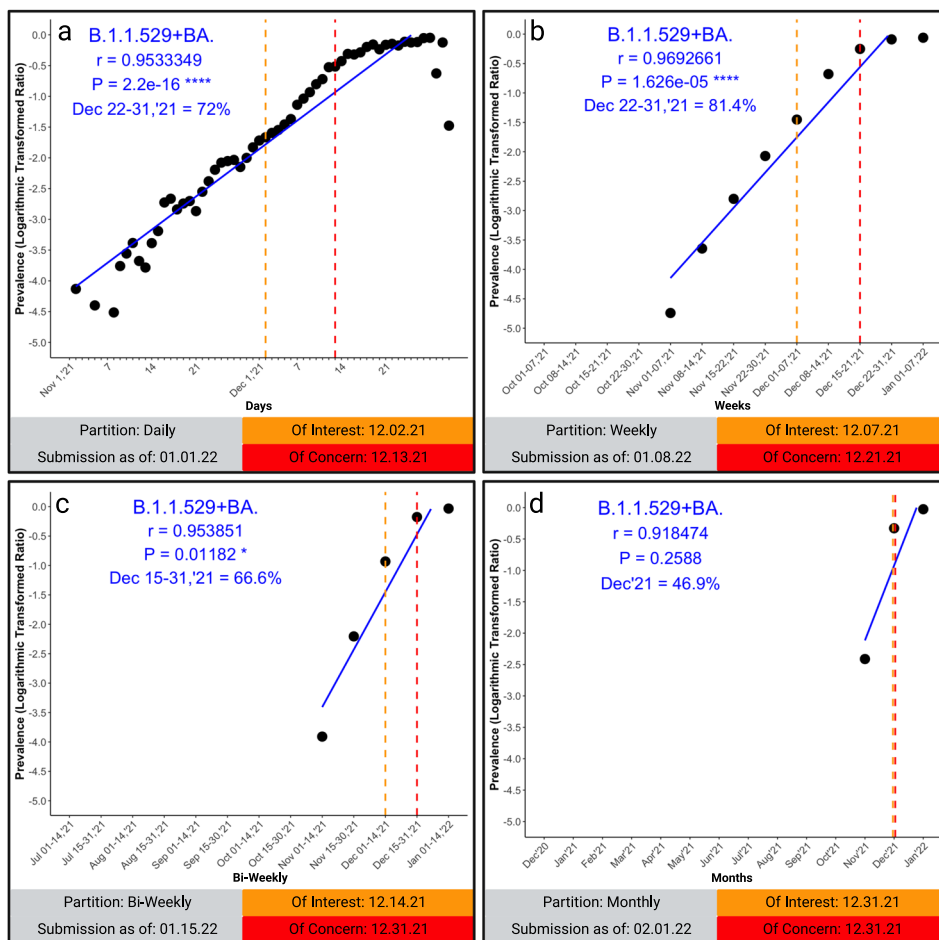 a
B.1.1.529+BA.
r = 0.9533349
P = 2.2e-16 ****
Dec 22-31,'21 = 72%
Prevalence (Logarithmic Transformed Ratio)
0.0
-0.5
-1.0
-1.5
-2.0
-2.5
-3.0
-3.5
-4.0
-4.5
-5.0
Nov 1,'21
7
14
21
Dec 1,'21
7
14
21
Days
Partition: Daily
Of Interest: 12.02.21
Submission as of: 01.01.22
Of Concern: 12.13.21
b
B.1.1.529+BA.
r = 0.9692661
P = 1.626e-05 ****
Dec 22-31,'21 = 81.4%
Prevalence (Logarithmic Transformed Ratio)
0.0
-0.5
-1.0
-1.5
-2.0
-2.5
-3.0
-3.5
-4.0
-4.5
-5.0
Oct 01-07,'21
Oct 08-14,'21
Oct 15-21,'21
Oct 22-30,'21
Nov 01-07,'21
Nov 08-14,'21
Nov 15-22,'21
Nov 22-30,'21
Dec 01-07,'21
Dec 08-14,'21
Dec 15-21,'21
Dec 22-31,'21
Jan 01-07,'22
Weeks
Partition: Weekly
Of Interest: 12.07.21
Submission as of: 01.08.22
Of Concern: 12.21.21
c
B.1.1.529+BA.
r = 0.953851
P = 0.01182 *
Dec 15-31,'21 = 66.6%
Prevalence (Logarithmic Transformed Ratio)
0.0
-0.5
-1.0
-1.5
-2.0
-2.5
-3.0
-3.5
-4.0
-4.5
-5.0
Jul 01-14,'21
Jul 15-31,'21
Aug 01-14,'21
Aug 15-31,'21
Sep 01-14,'21
Sep 15-30,'21
Oct 01-14,'21
Oct 15-30,'21
Nov 01-14,'21
Nov 15-30,'21
Dec 01-14,'21
Dec 15-31,'21
Jan 01-14,'22
Bi-Weekly
Partition: Bi-Weekly
Of Interest: 12.14.21
Submission as of: 01.15.22
Of Concern: 12.31.21
d
B.1.1.529+BA.
r = 0.918474
P = 0.2588
Dec'21 = 46.9%
Prevalence (Logarithmic Transformed Ratio)
0.0
-0.5
-1.0
-1.5
-2.0
-2.5
-3.0
-3.5
-4.0
-4.5
-5.0
Dec'20
Jan'21
Feb'21
Mar'21
Apr'21
May'21
Jun'21
Jul'21
Aug'21
Sep'21
Oct'21
Nov'21
Dec'21
Jan'22
Months
Partition: Monthly
Of Interest: 12.31.21
Submission as of: 02.01.22
Of Concern: 12.31.21